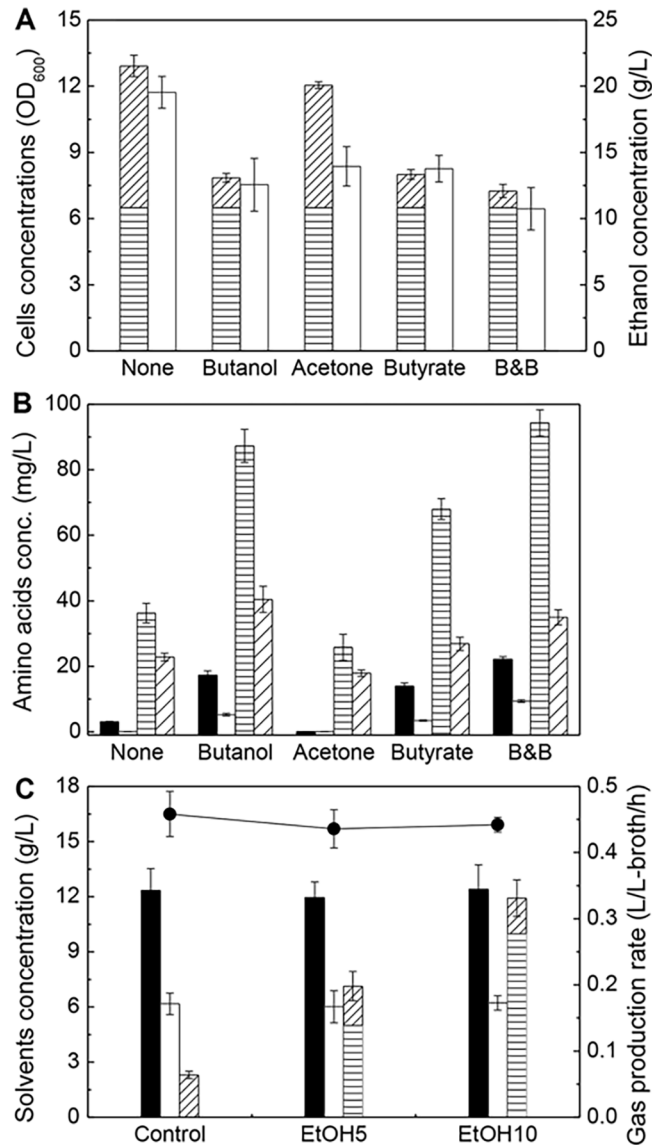 A
Cells concentrations (OD600)
15
12
9
6
3
0
Ethanol concentration (g/L)
25
20
15
10
5
0
None Butanol Acetone Butyrate B&B
B
Amino acids conc. (mg/L)
100
80
60
40
20
0
None Butanol Acetone Butyrate B&B
C
Solvents concentration (g/L)
18
15
12
9
6
3
0
Gas production rate (L/L-broth/h)
0.5
0.4
0.3
0.2
0.1
0.0
Control EtOH5 EtOH10